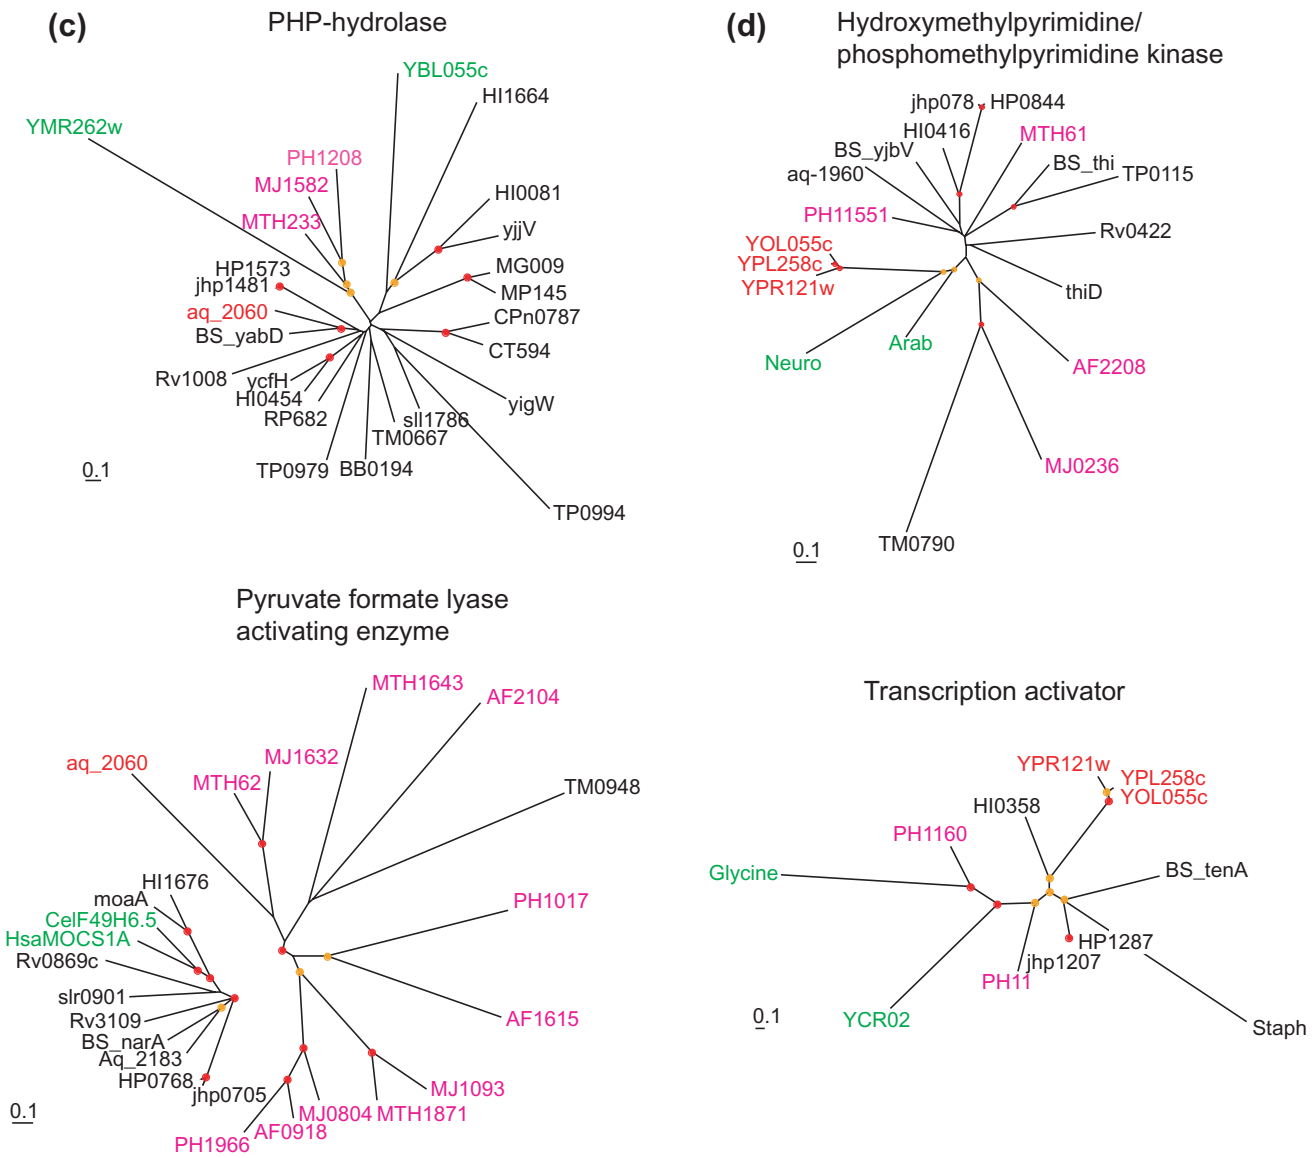 (c)
PHP-hydrolase
YBL055c
HI1664
YMR262w
PH1208
MJ1582
MTH233
HI0081
yjjV
HP1573
jhp1481
MG009
MP145
aq_2060
BS_yabD
CPn0787
CT594
Rv1008
ycfH
HI0454
RP682
yigW
sll1786
TM0667
TP0979
BB0194
TP0994
0.1
(d)
Hydroxymethylpyrimidine/
phosphomethylpyrimidine kinase
jhp078
HP0844
HI0416
MTH61
BS_yjbV
BS_thi
aq-1960
TP0115
PH11551
Rv0422
YOL055c
YPL258c
YPR121w
thiD
Arab
Neuro
AF2208
MJ0236
TM0790
0.1
Pyruvate formate lyase
activating enzyme
MTH1643
AF2104
aq_2060
MJ1632
MTH62
TM0948
HI1676
moaA
PH1017
CelF49H6.5
HsaMOCS1A
Rv0869c
slr0901
Rv3109
AF1615
BS_narA
Aq_2183
HP0768
jhp0705
MJ1093
MJ0804
MTH1871
AF0918
PH1966
0.1
Transcription activator
YPR121w
YPL258c
YOL055c
HI0358
PH1160
Glycine
BS_tenA
HP1287
jhp1207
PH11
YCR02
Staph
0.1